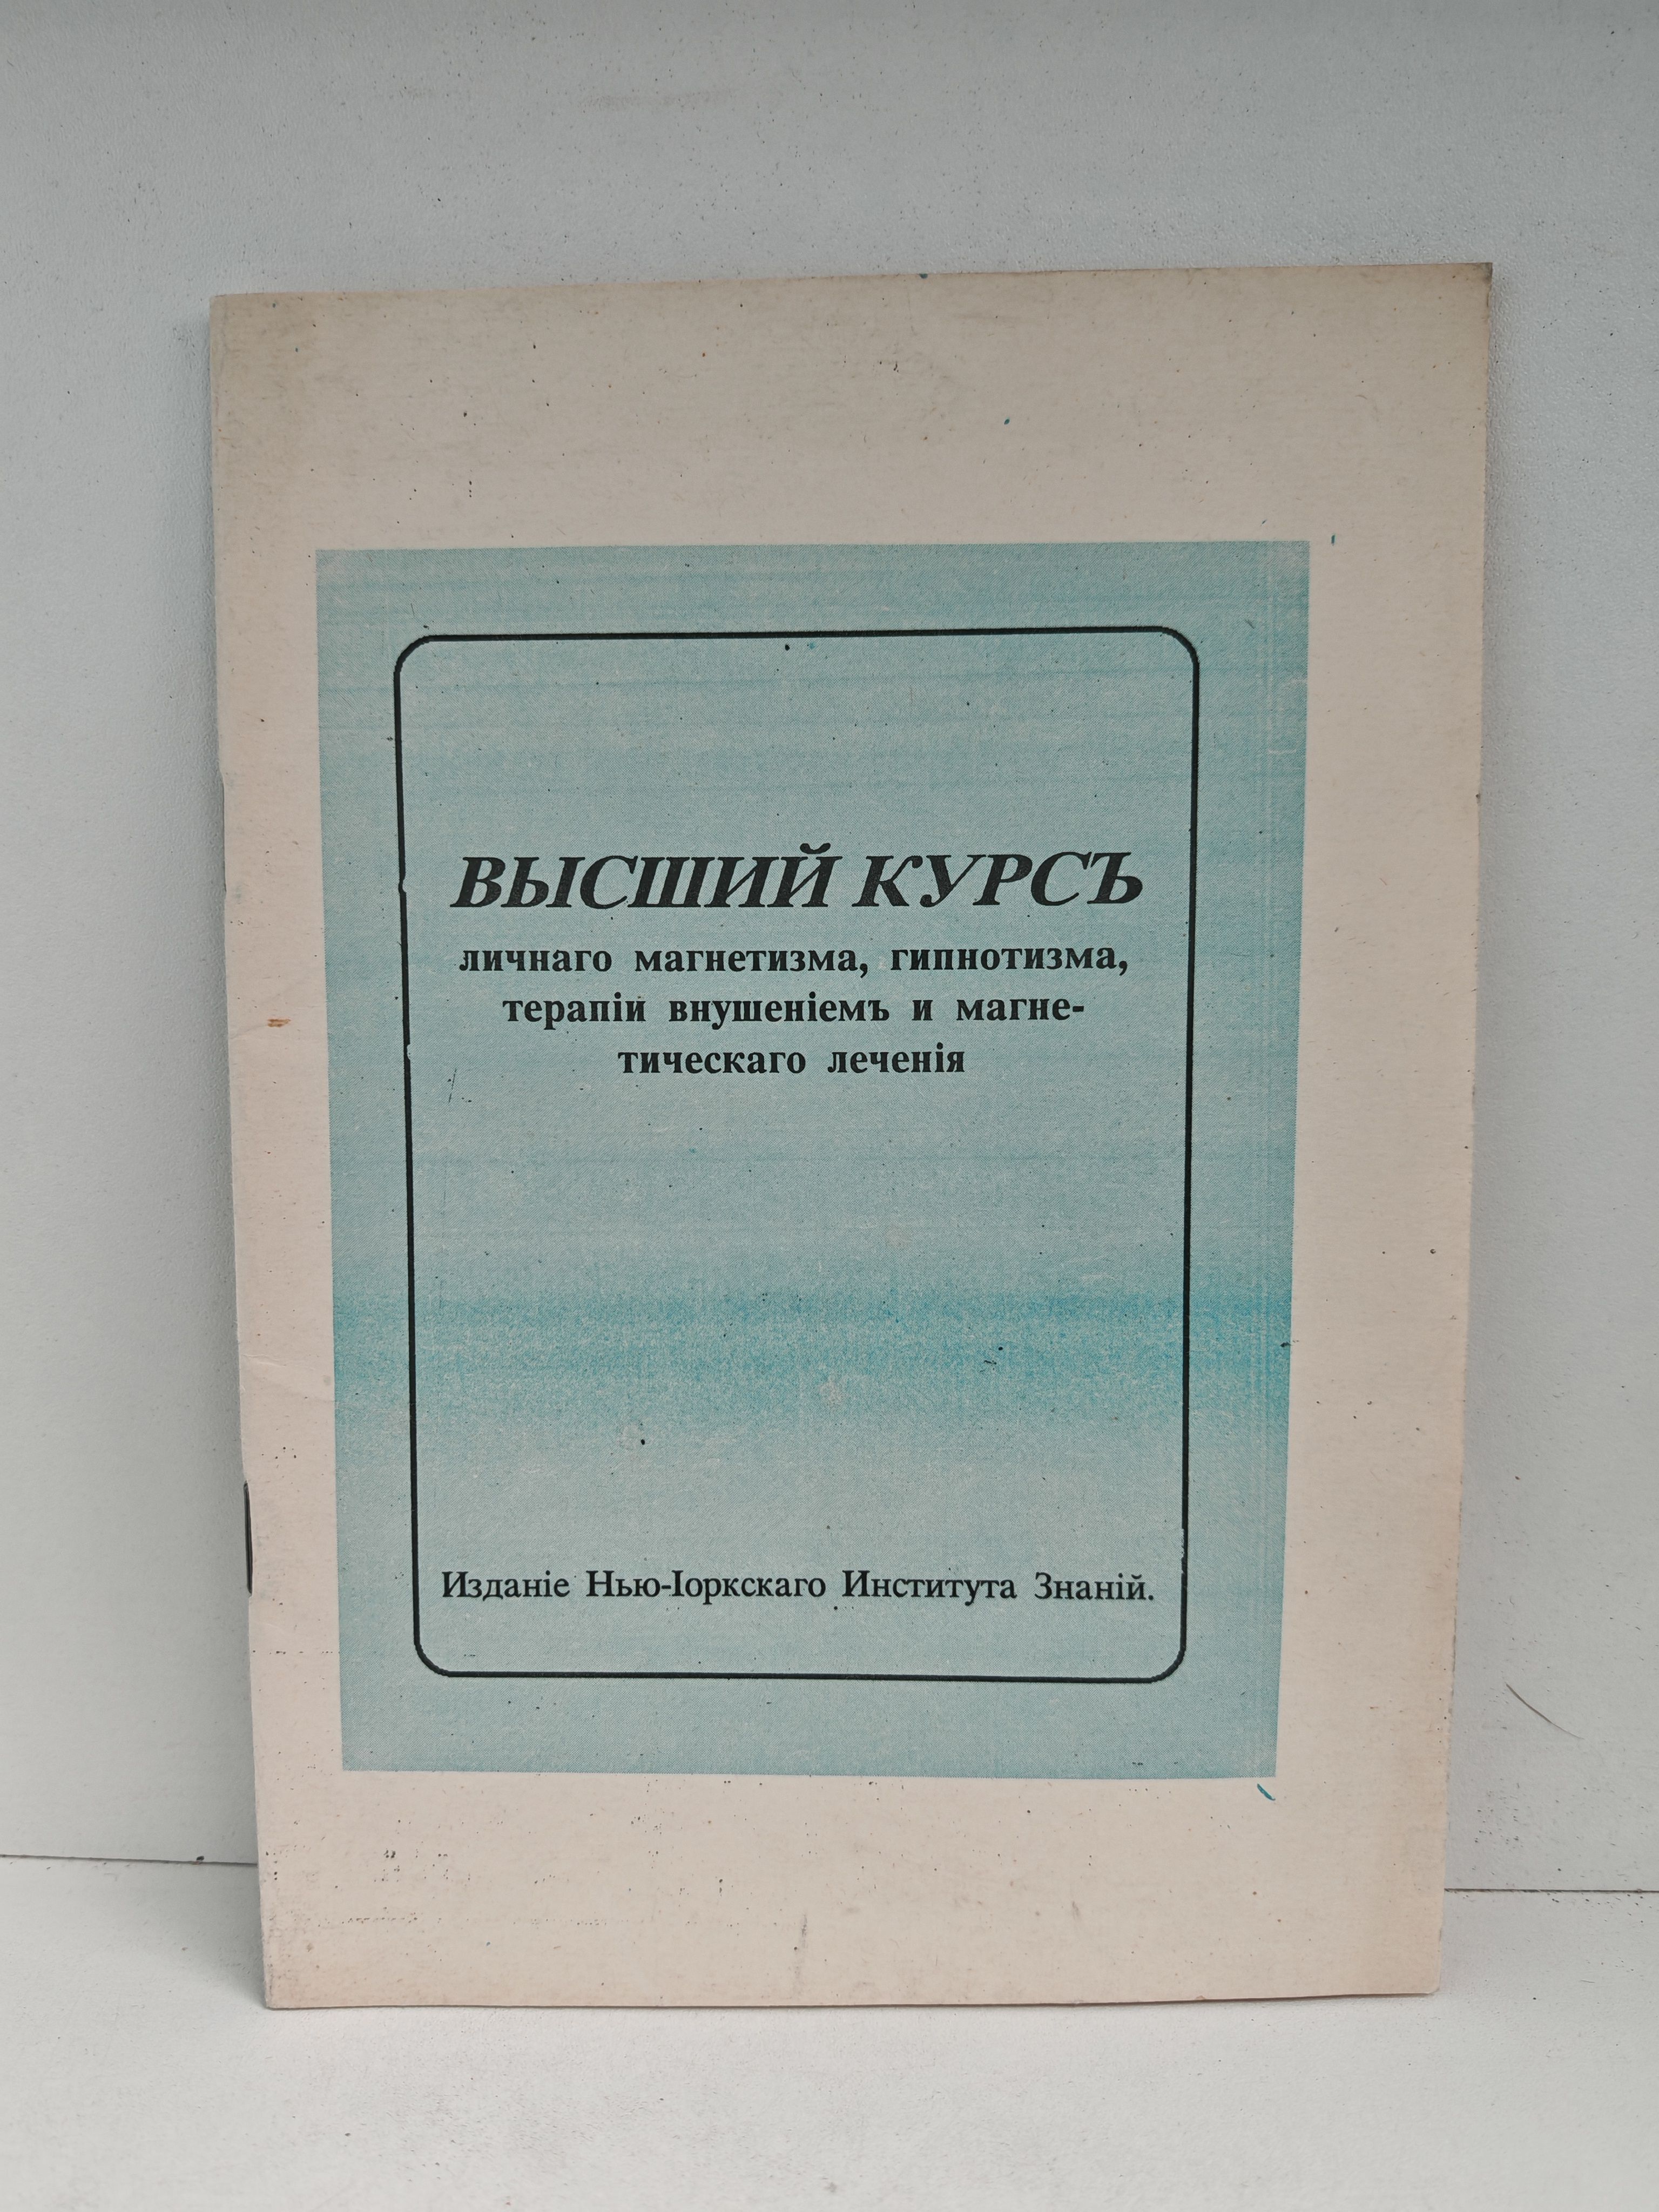 ВЫСШИЙ КУРСЪ
личнаго магнетизма, гипнотизма,
терапіи внушеніемъ и магне-
тическаго леченія
Изданіе Нью-Іоркскаго Института Знаній.